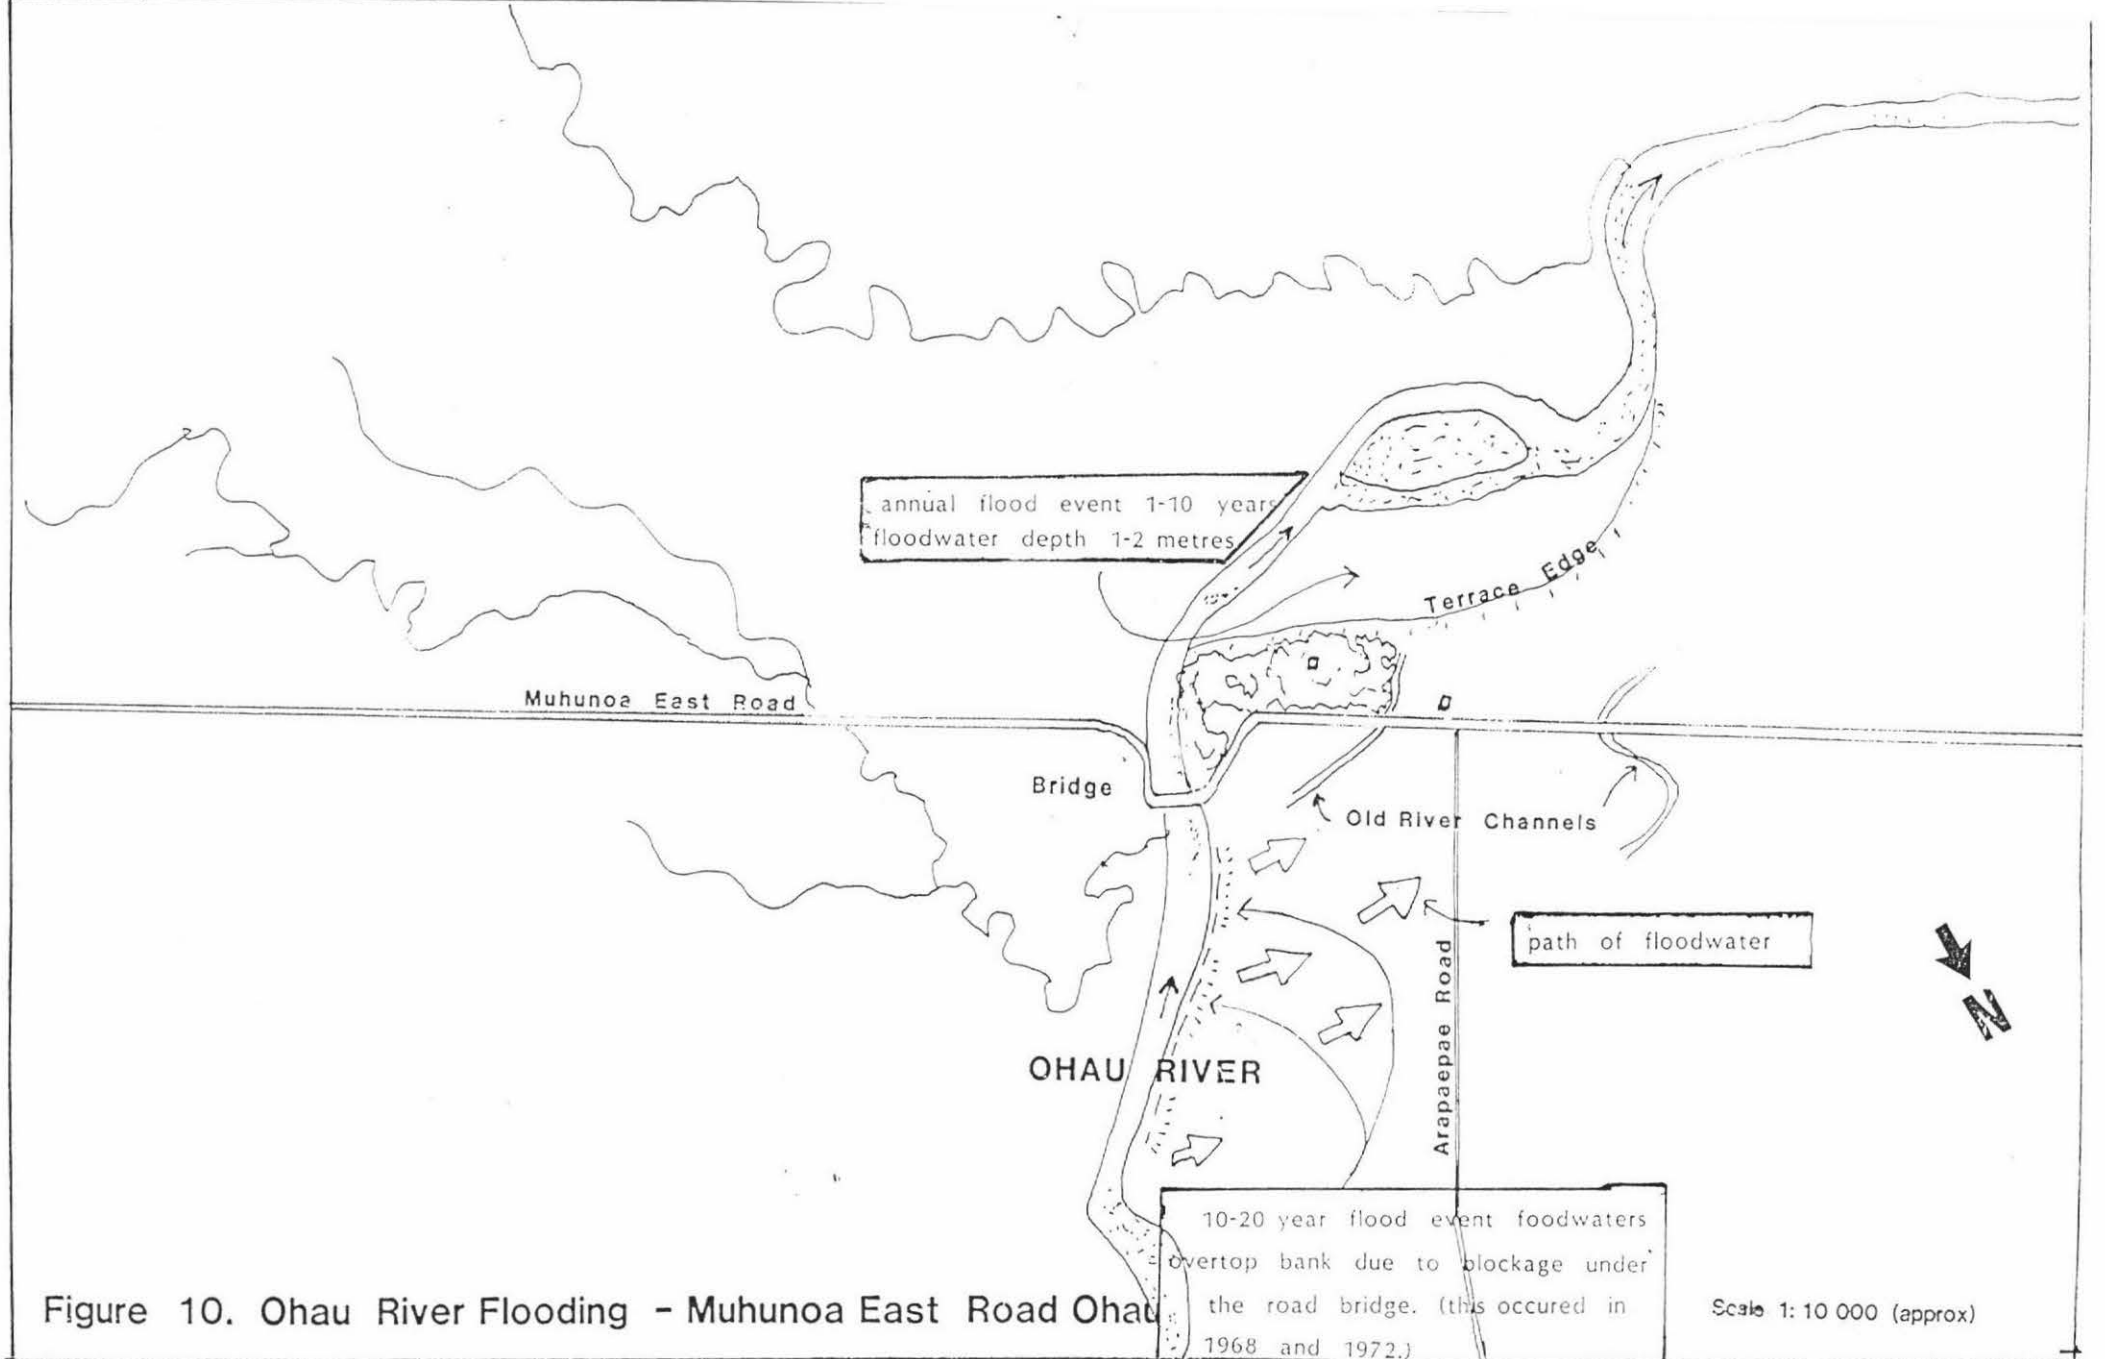 annual flood event 1-10 years
floodwater depth 1-2 metres
Terrace Edge
Muhunoa East Road
Bridge
Old River Channels
path of floodwater
Arapaepae Road
N
OHAU RIVER
10-20 year flood event foodwaters
overtop bank due to blockage under
the road bridge. (this occured in
1968 and 1972.)
Figure 10. Ohau River Flooding - Muhunoa East Road Ohau
Scale 1: 10 000 (approx)